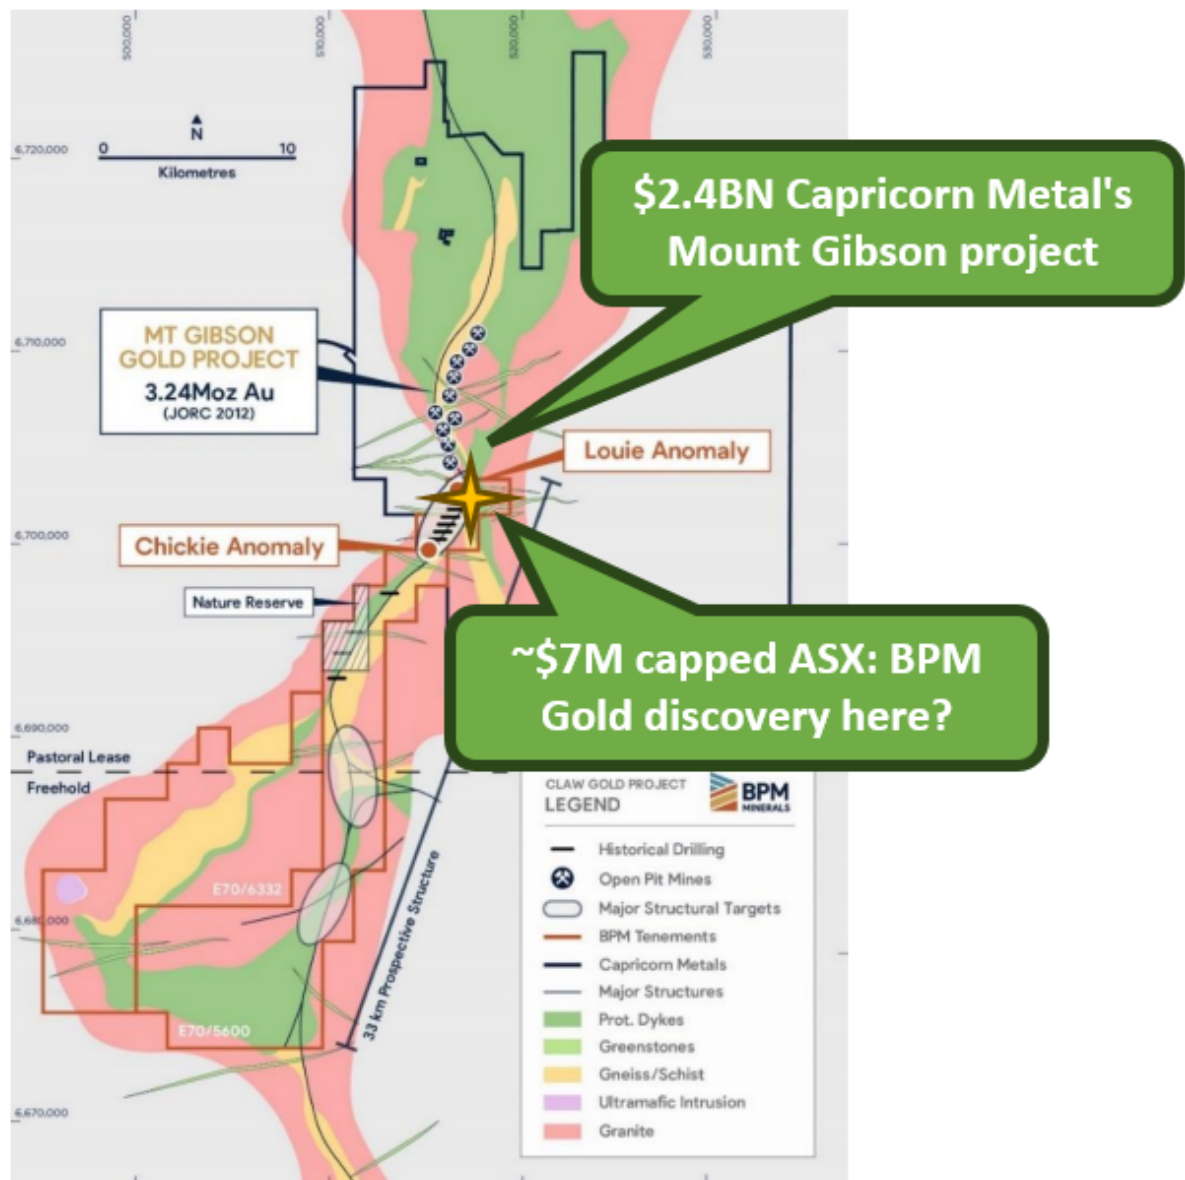 500,000
510,000
520,000
530,000
N
0 10
Kilometres
6,720,000
$2.4BN Capricorn Metal's
Mount Gibson project
MT GIBSON
GOLD PROJECT
3.24Moz Au
(JORC 2012)
6,710,000
Louie Anomaly
6,700,000
Chickie Anomaly
Nature Reserve
~$7M capped ASX: BPM
Gold discovery here?
6,690,000
Pastoral Lease
Freehold
33 km Prospective Structure
E70/6332
6,680,000
E70/5600
6,670,000
CLAW GOLD PROJECT
LEGEND
BPM
MINERALS
Historical Drilling
Open Pit Mines
Major Structural Targets
BPM Tenements
Capricorn Metals
Major Structures
Prot. Dykes
Greenstones
Gneiss/Schist
Ultramafic Intrusion
Granite